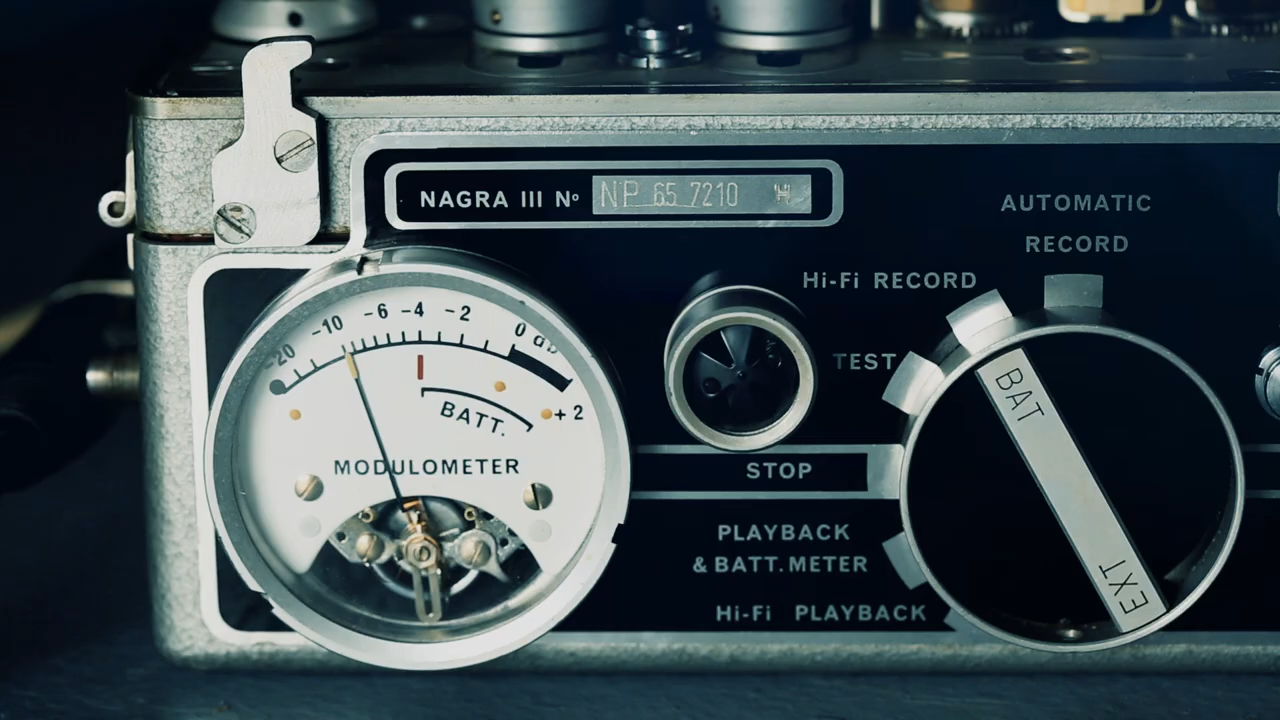 NAGRA III Nº NP 65 7210 H
AUTOMATIC
RECORD
Hi-Fi RECORD
TEST
-20 -10 -6 -4 -2 0 db
+2
BATT.
MODULOMETER
BAT
STOP
PLAYBACK
& BATT.METER
EXT
Hi-Fi PLAYBACK